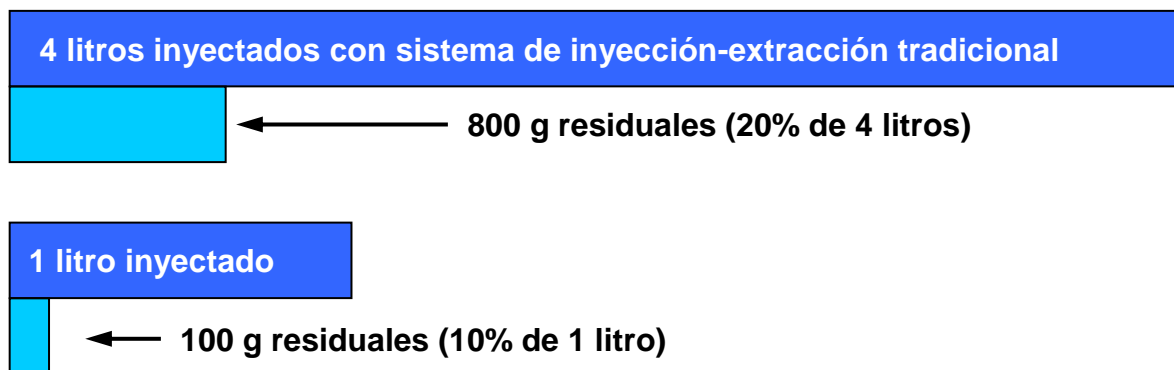 4 litros inyectados con sistema de inyección-extracción tradicional
800 g residuales (20% de 4 litros)
1 litro inyectado
100 g residuales (10% de 1 litro)